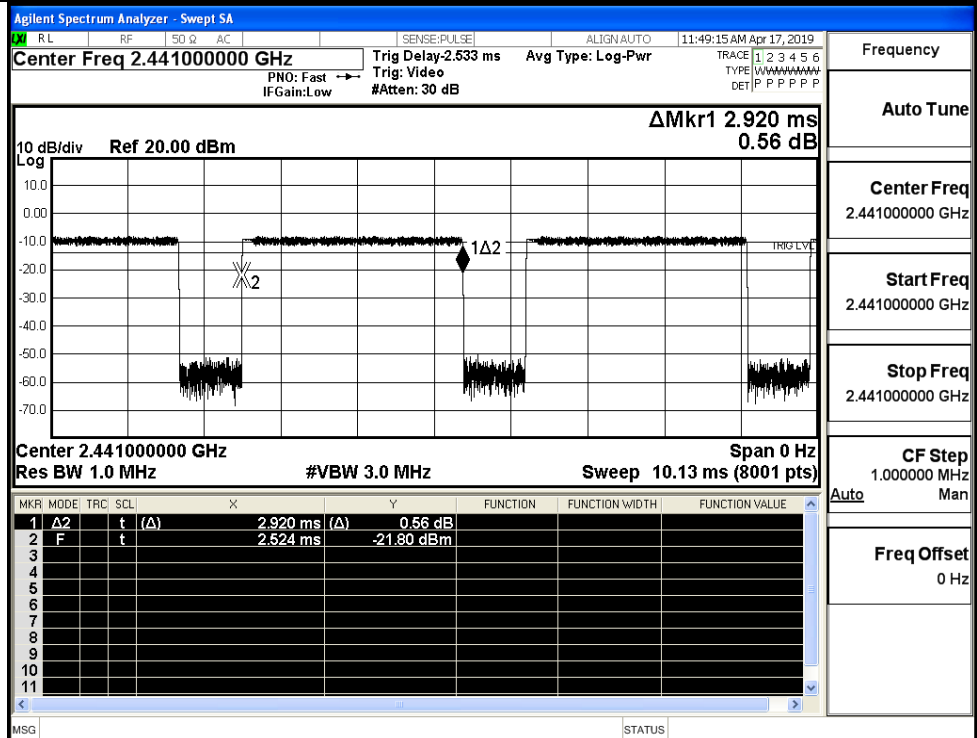 Agilent Spectrum Analyzer - Swept SA
LXI RL RF 50 Ω AC SENSE:PULSE ALIGN AUTO 11:49:15 AM Apr 17, 2019
Center Freq 2.441000000 GHz
Trig Delay-2.533 ms Avg Type: Log-Pwr TRACE 1 2 3 4 5 6
PNO: Fast Trig: Video TYPE
IFGain:Low #Atten: 30 dB DET P P P P P P
ΔMkr1 2.920 ms
0.56 dB
10 dB/div Ref 20.00 dBm
Log
10.0
0.00
-10.0
1Δ2
TRIG LVL
-20.0
2
-30.0
-40.0
-50.0
-60.0
-70.0
Center 2.441000000 GHz Span 0 Hz
Res BW 1.0 MHz #VBW 3.0 MHz Sweep 10.13 ms (8001 pts)
MKR MODE TRC SCL X Y FUNCTION FUNCTION WIDTH FUNCTION VALUE
1 Δ2 t (Δ) 2.920 ms (Δ) 0.56 dB
2 F t 2.524 ms -21.80 dBm
3
4
5
6
7
8
9
10
11
MSG STATUS
Frequency
Auto Tune
Center Freq
2.441000000 GHz
Start Freq
2.441000000 GHz
Stop Freq
2.441000000 GHz
CF Step
1.000000 MHz
Auto Man
Freq Offset
0 Hz